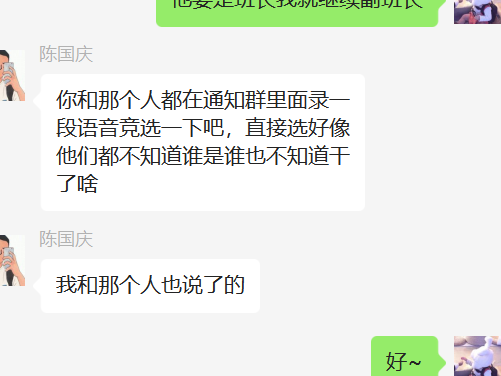 他要是班长我就继续副班长
陈国庆
你和那个人都在通知群里面录一
段语音竞选一下吧，直接选好像
他们都不知道谁是谁也不知道干
了啥
陈国庆
我和那个人也说了的
好~